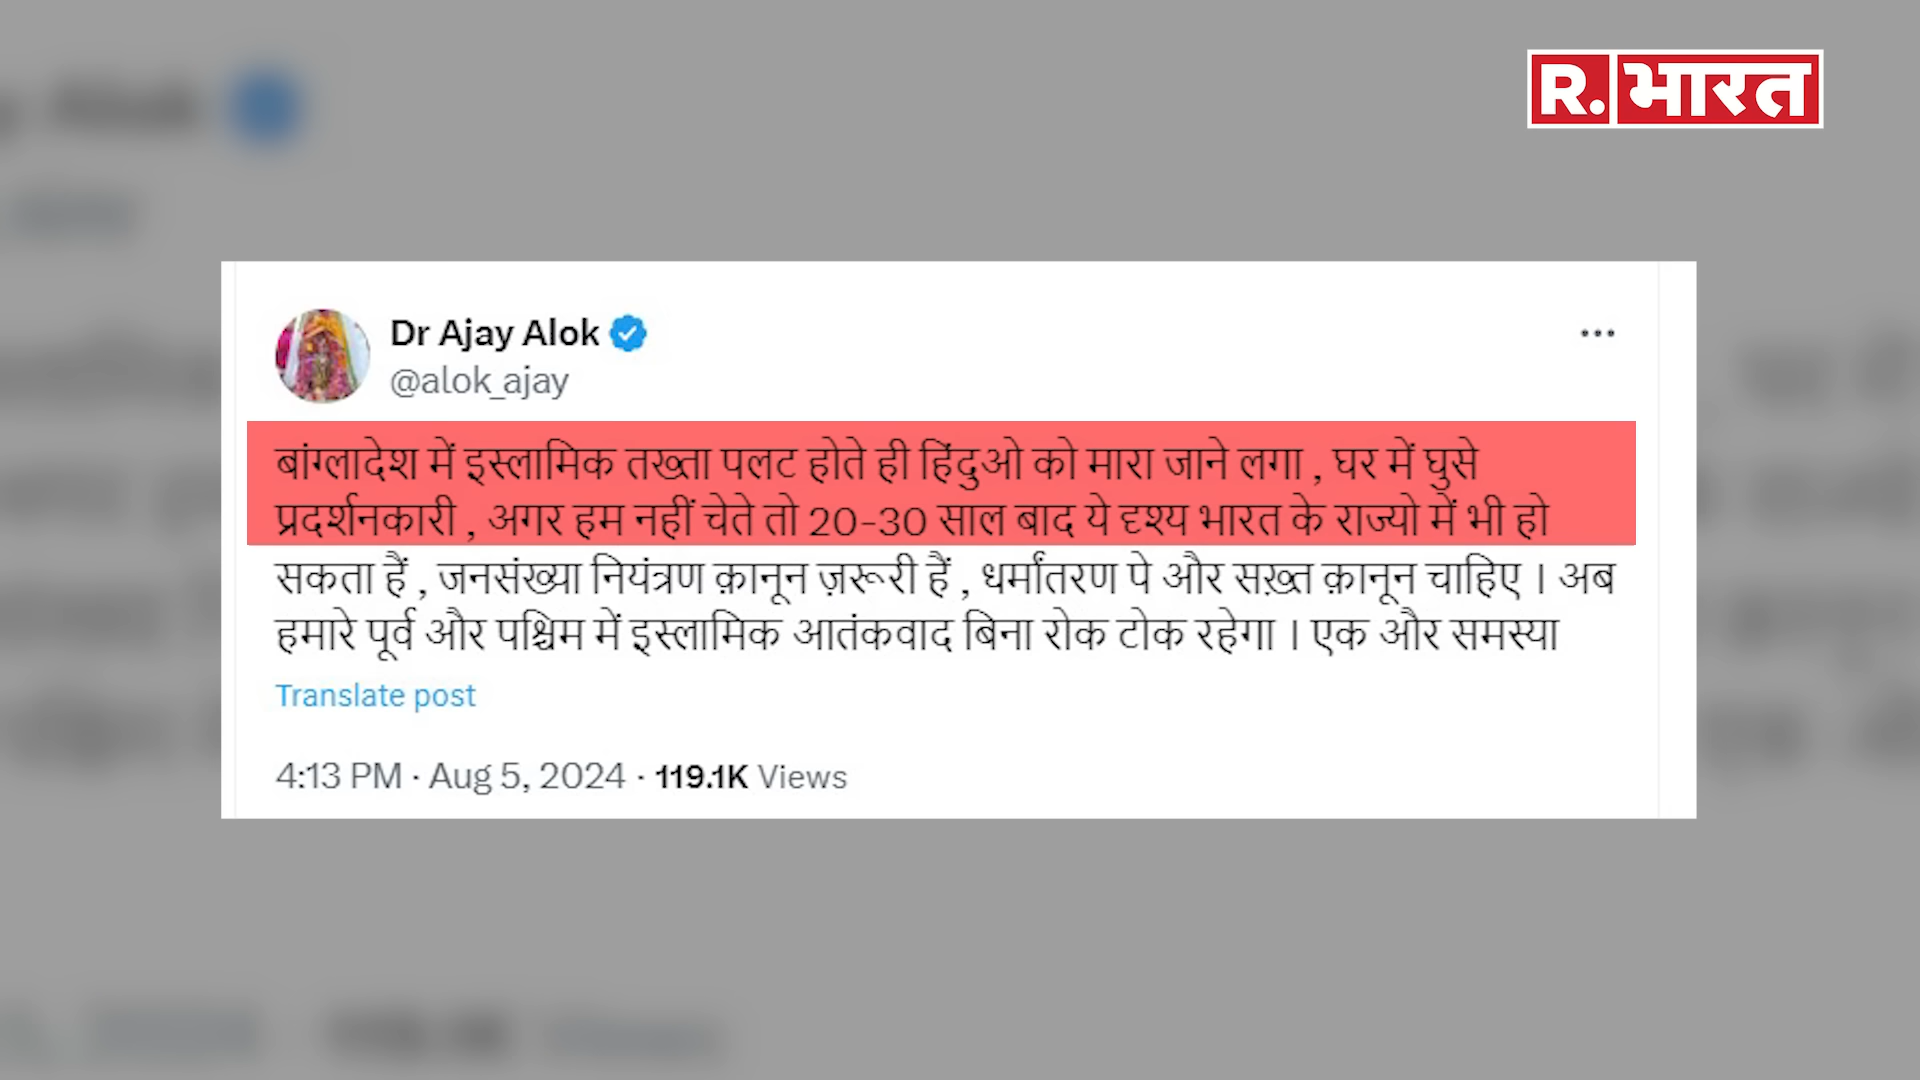 R. भारत
Dr Ajay Alok
@alok_ajay
बांग्लादेश में इस्लामिक तख्ता पलट होते ही हिंदुओ को मारा जाने लगा , घर में घुसे
प्रदर्शनकारी , अगर हम नहीं चेते तो 20-30 साल बाद ये दृश्य भारत के राज्यो में भी हो
सकता हैं , जनसंख्या नियंत्रण क़ानून ज़रूरी हैं , धर्मांतरण पे और सख़्त क़ानून चाहिए । अब
हमारे पूर्व और पश्चिम में इस्लामिक आतंकवाद बिना रोक टोक रहेगा । एक और समस्या
Translate post
4:13 PM · Aug 5, 2024 · 119.1K Views